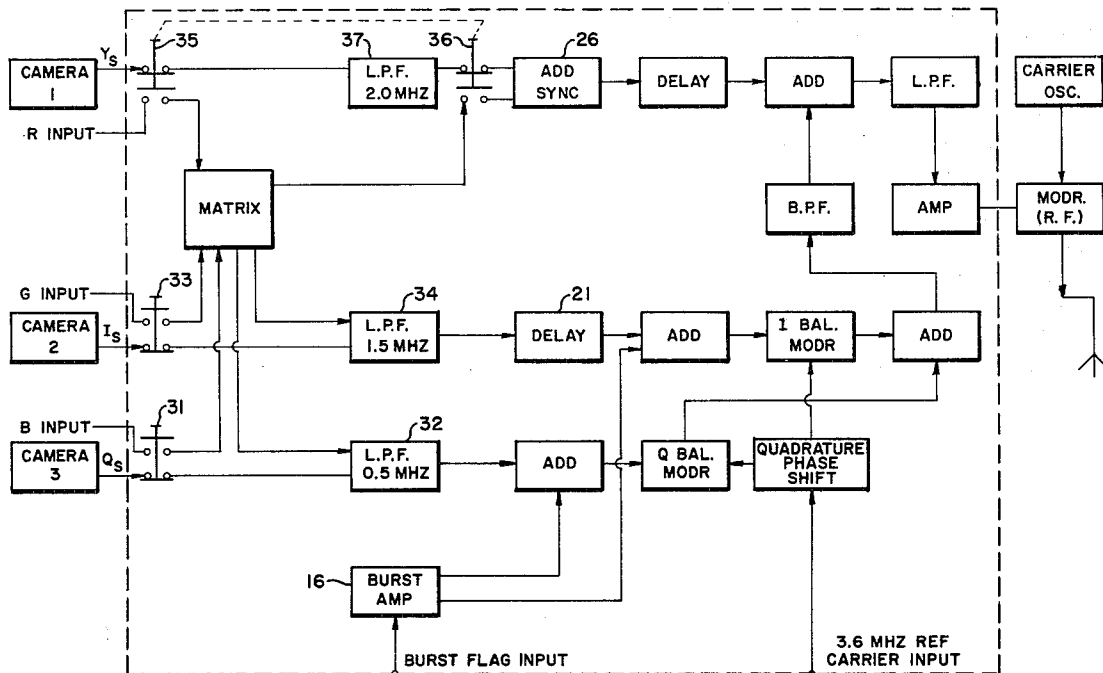 35
37
36
26
Y_S
CAMERA
1
L.P.F.
2.0 MHZ
ADD
SYNC
DELAY
ADD
L.P.F.
CARRIER
OSC.
R INPUT
MATRIX
B.P.F.
AMP
MODR.
(R. F.)
G INPUT
33
34
21
CAMERA
2
I_S
L.P.F.
1.5 MHZ
DELAY
ADD
I BAL.
MODR
ADD
B INPUT
31
32
CAMERA
3
Q_S
L.P.F.
0.5 MHZ
ADD
Q BAL.
MODR
QUADRATURE
PHASE
SHIFT
16
BURST
AMP
BURST FLAG INPUT
3.6 MHZ REF
CARRIER INPUT